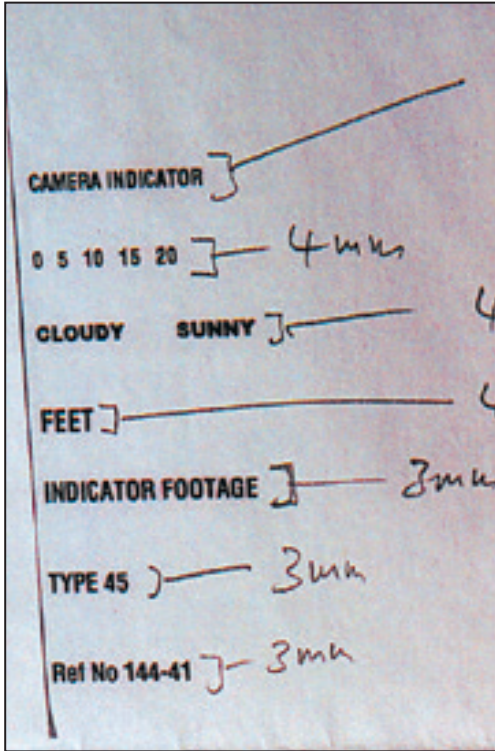 CAMERA INDICATOR
0 5 10 15 20 4mm
CLOUDY SUNNY 4
FEET
INDICATOR FOOTAGE 3mm
TYPE 45 3mm
Ref No 144-41 3mm